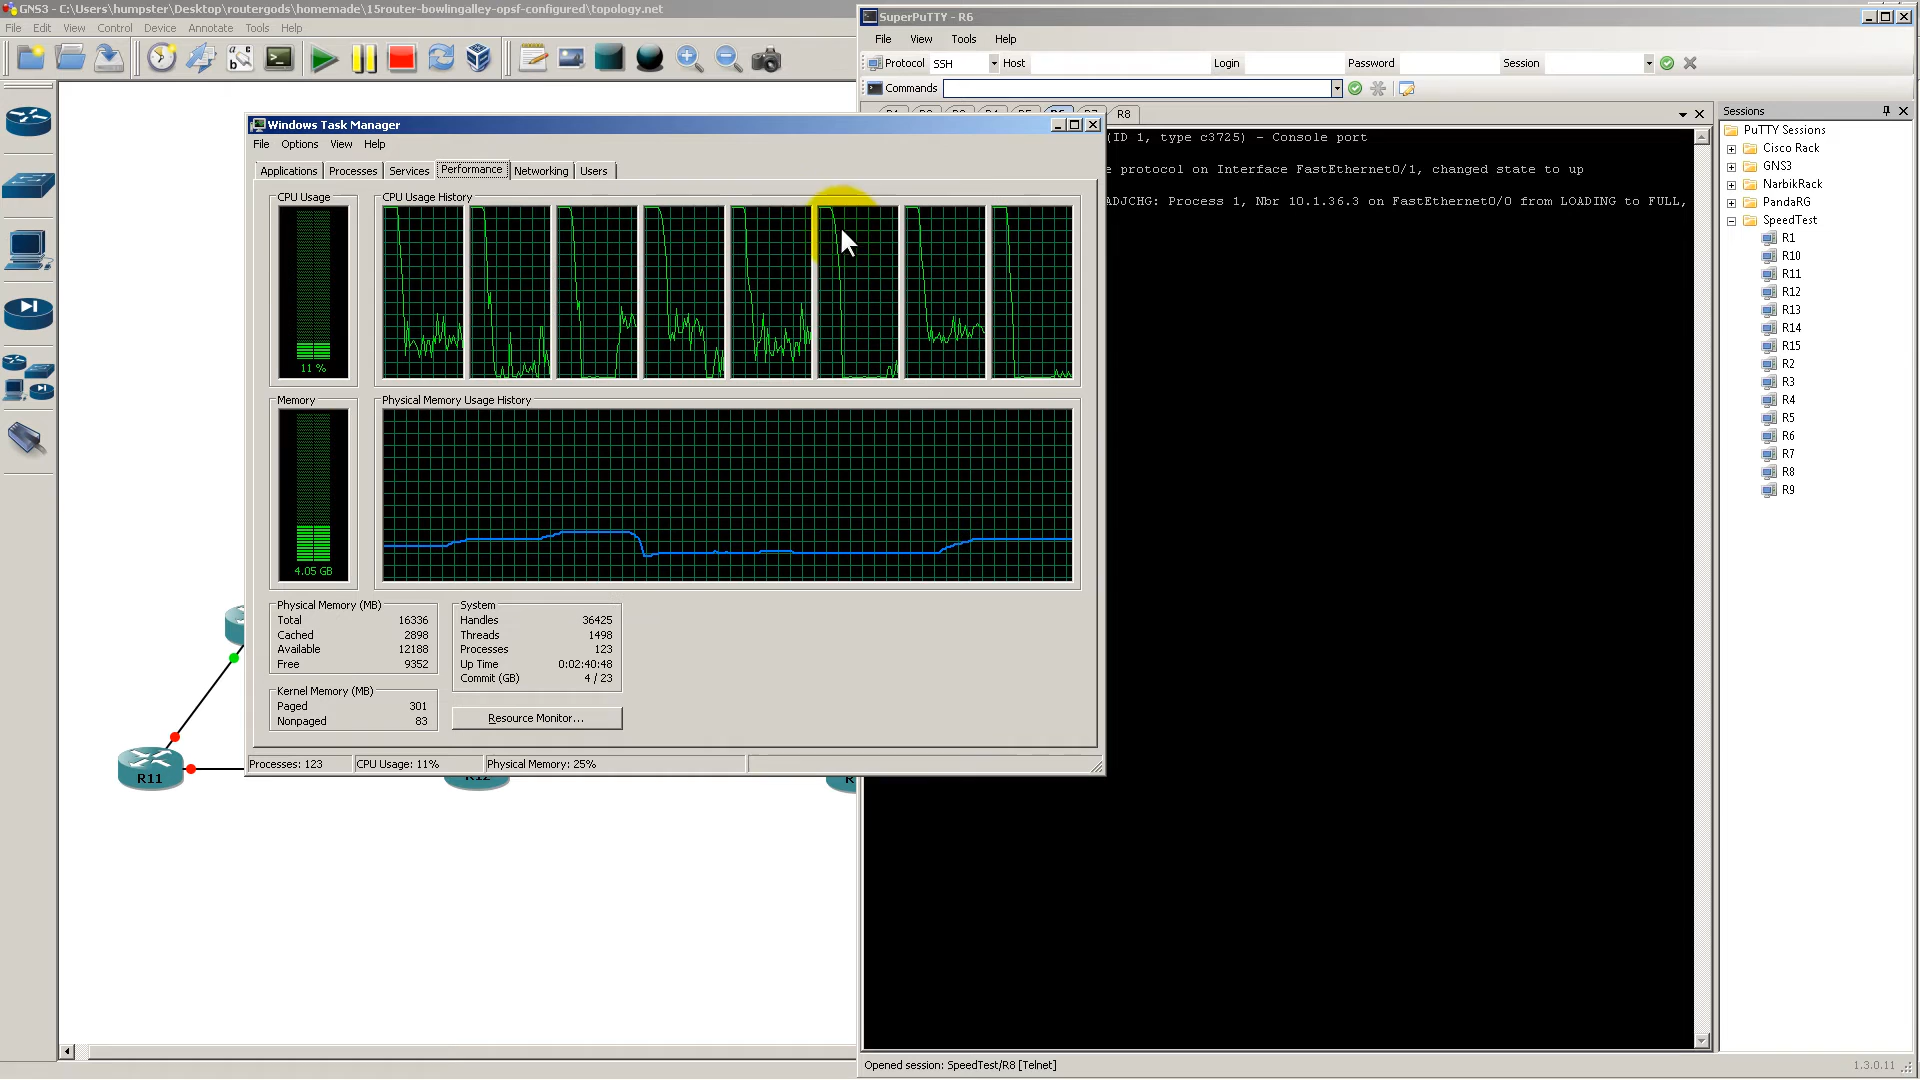 GNS3 - C:\Users\humpster\Desktop\routergods\homemade\15router-bowlingalley-opsf-configured\topology.net
File Edit View Control Device Annotate Tools Help
SuperPuTTY - R6
File View Tools Help
Protocol SSH Host Login Password Session
Commands
R8
Windows Task Manager
File Options View Help
Applications Processes Services Performance Networking Users
CPU Usage
11 %
CPU Usage History
Memory
4.05 GB
Physical Memory Usage History
Physical Memory (MB)
Total 16336
Cached 2898
Available 12188
Free 9352
Kernel Memory (MB)
Paged 301
Nonpaged 83
System
Handles 36425
Threads 1498
Processes 123
Up Time 0:02:40:48
Commit (GB) 4 / 23
Resource Monitor...
Processes: 123 CPU Usage: 11% Physical Memory: 25%
R11
(ID 1, type c3725) - Console port
e protocol on Interface FastEthernet0/1, changed state to up
ADJCHG: Process 1, Nbr 10.1.36.3 on FastEthernet0/0 from LOADING to FULL,
Sessions
PuTTY Sessions
Cisco Rack
GNS3
NarbikRack
PandaRG
SpeedTest
R1
R10
R11
R12
R13
R14
R15
R2
R3
R4
R5
R6
R7
R8
R9
Opened session: SpeedTest/R8 [Telnet]
1.3.0.11